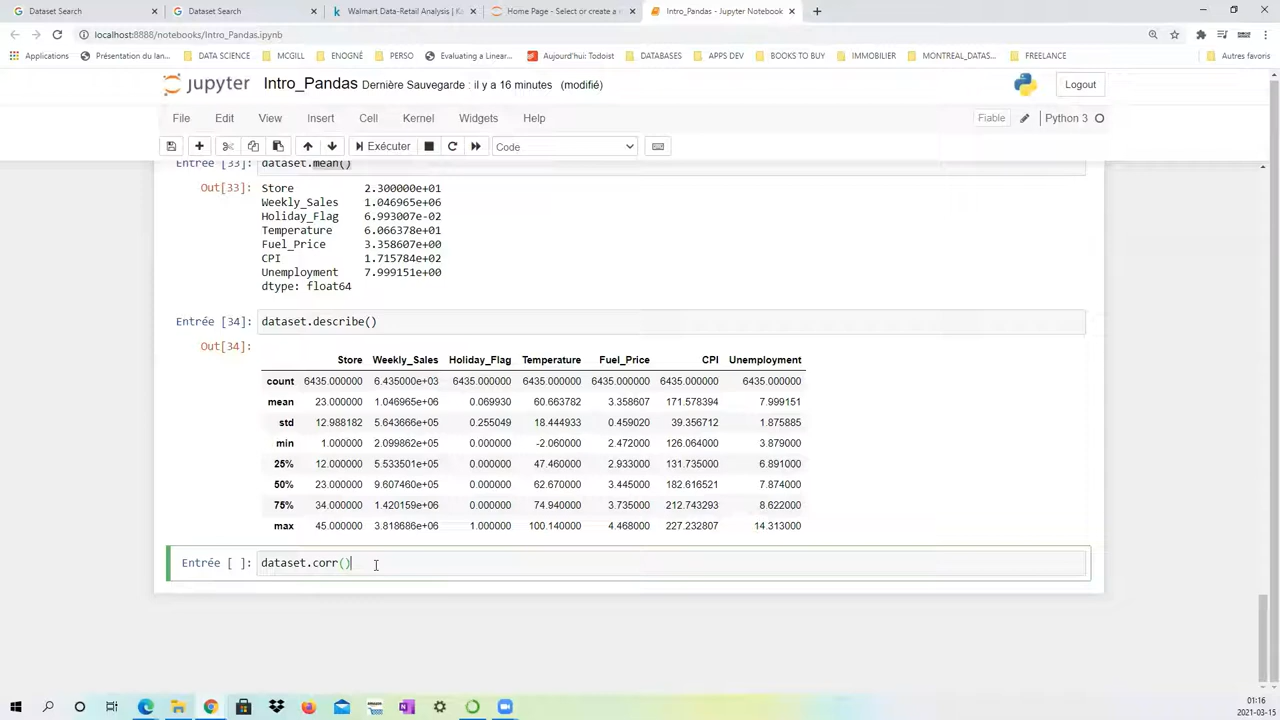 Dataset Search
Dataset Search
Walmart Data-Retail Analysis | Ka
Home Page - Select or create a n
Intro_Pandas - Jupyter Notebook
localhost:8888/notebooks/Intro_Pandas.ipynb
Applications
Présentation du lan...
DATA SCIENCE
MCGILL
ENOGNÉ
PERSO
Evaluating a Linear...
Aujourd'hui: Todoist
DATABASES
APPS DEV
BOOKS TO BUY
IMMOBILIER
MONTREAL_DATAS...
FREELANCE
Autres favoris
jupyter Intro_Pandas Dernière Sauvegarde : il y a 16 minutes (modifié)
Logout
File Edit View Insert Cell Kernel Widgets Help
Fiable
Python 3
Exécuter
Code
Entrée [33]: dataset.mean()
Out[33]: Store 2.300000e+01
Weekly_Sales 1.046965e+06
Holiday_Flag 6.993007e-02
Temperature 6.066378e+01
Fuel_Price 3.358607e+00
CPI 1.715784e+02
Unemployment 7.999151e+00
dtype: float64
Entrée [34]: dataset.describe()
Out[34]:
Store Weekly_Sales Holiday_Flag Temperature Fuel_Price CPI Unemployment
count 6435.000000 6.435000e+03 6435.000000 6435.000000 6435.000000 6435.000000 6435.000000
mean 23.000000 1.046965e+06 0.069930 60.663782 3.358607 171.578394 7.999151
std 12.988182 5.643666e+05 0.255049 18.444933 0.459020 39.356712 1.875885
min 1.000000 2.099862e+05 0.000000 -2.060000 2.472000 126.064000 3.879000
25% 12.000000 5.533501e+05 0.000000 47.460000 2.933000 131.735000 6.891000
50% 23.000000 9.607460e+05 0.000000 62.670000 3.445000 182.616521 7.874000
75% 34.000000 1.420159e+06 0.000000 74.940000 3.735000 212.743293 8.622000
max 45.000000 3.818686e+06 1.000000 100.140000 4.468000 227.232807 14.313000
Entrée [ ]: dataset.corr()
01:16
2021-03-15